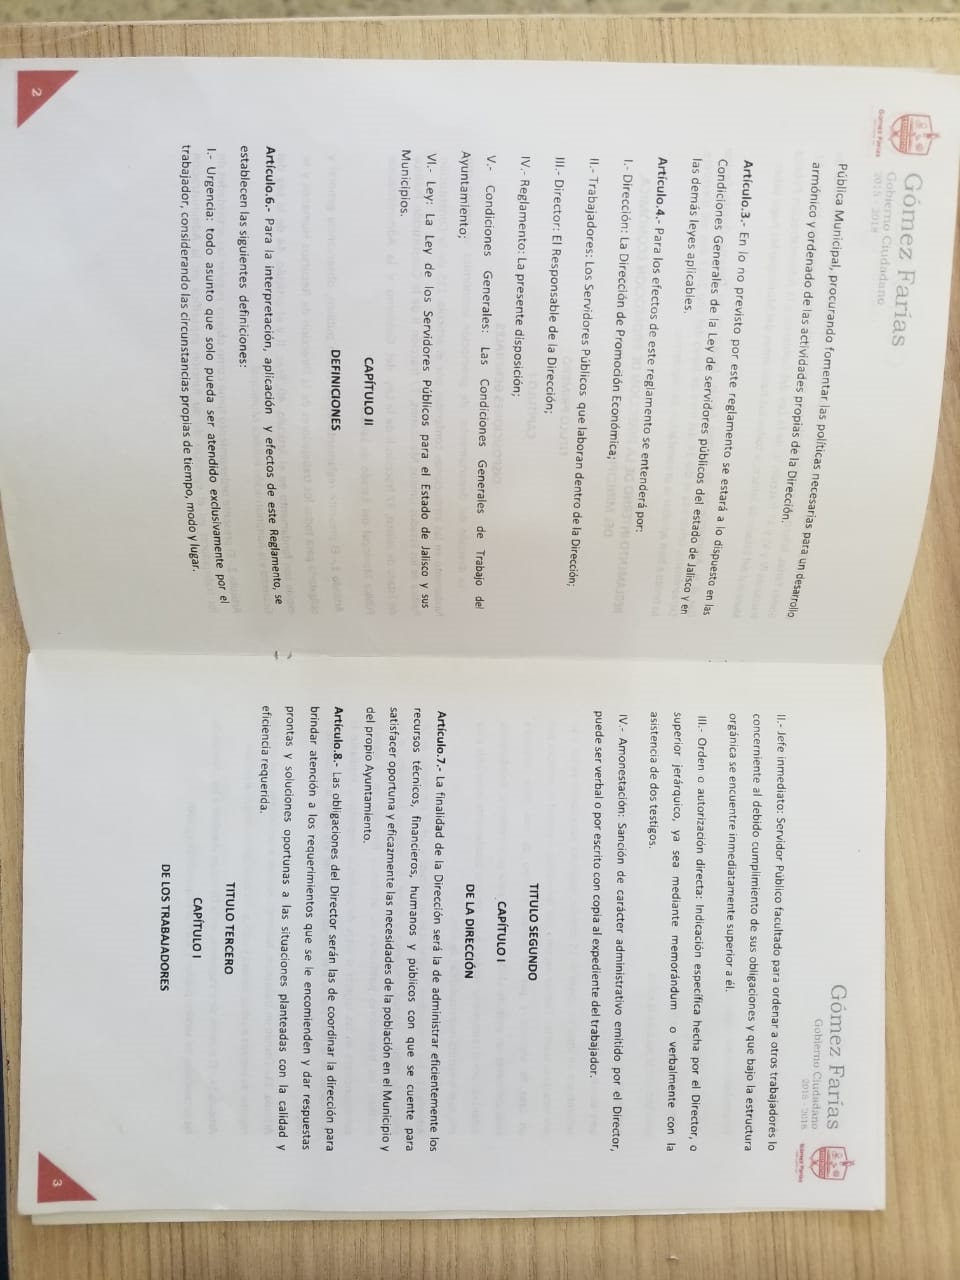 Gómez Farías
Gobierno Ciudadano
2015 - 2018
Gómez Farías
Pública Municipal, procurando fomentar las políticas necesarias para un desarrollo
armónico y ordenado de las actividades propias de la Dirección.
Artículo.3.- En lo no previsto por este reglamento se estará a lo dispuesto en las
Condiciones Generales de la Ley de servidores públicos del estado de Jalisco y en
las demás leyes aplicables.
Artículo.4.- Para los efectos de este reglamento se entenderá por:
I.- Dirección: La Dirección de Promoción Económica;
II.- Trabajadores: Los Servidores Públicos que laboran dentro de la Dirección;
III.- Director: El Responsable de la Dirección;
IV.- Reglamento: La presente disposición;
V.- Condiciones Generales: Las Condiciones Generales de Trabajo del
Ayuntamiento;
VI.- Ley: La Ley de los Servidores Públicos para el Estado de Jalisco y sus
Municipios.
CAPÍTULO II
DEFINICIONES
Artículo.6.- Para la interpretación, aplicación y efectos de este Reglamento, se
establecen las siguientes definiciones:
I.- Urgencia: todo asunto que solo pueda ser atendido exclusivamente por el
trabajador, considerando las circunstancias propias de tiempo, modo y lugar.
2
Gómez Farías
Gobierno Ciudadano
2015 - 2018
Gómez Farías
II.- Jefe inmediato: Servidor Público facultado para ordenar a otros trabajadores lo
concerniente al debido cumplimiento de sus obligaciones y que bajo la estructura
orgánica se encuentre inmediatamente superior a él.
III.- Orden o autorización directa: Indicación específica hecha por el Director, o
superior jerárquico, ya sea mediante memorándum o verbalmente con la
asistencia de dos testigos.
IV.- Amonestación: Sanción de carácter administrativo emitido por el Director,
puede ser verbal o por escrito con copia al expediente del trabajador.
TITULO SEGUNDO
CAPÍTULO I
DE LA DIRECCIÓN
Artículo.7.- La finalidad de la Dirección será la de administrar eficientemente los
recursos técnicos, financieros, humanos y públicos con que se cuente para
satisfacer oportuna y eficazmente las necesidades de la población en el Municipio y
del propio Ayuntamiento.
Artículo.8.- Las obligaciones del Director serán las de coordinar la dirección para
brindar atención a los requerimientos que se le encomienden y dar respuestas
prontas y soluciones oportunas a las situaciones planteadas con la calidad y
eficiencia requerida.
TITULO TERCERO
CAPÍTULO I
DE LOS TRABAJADORES
3